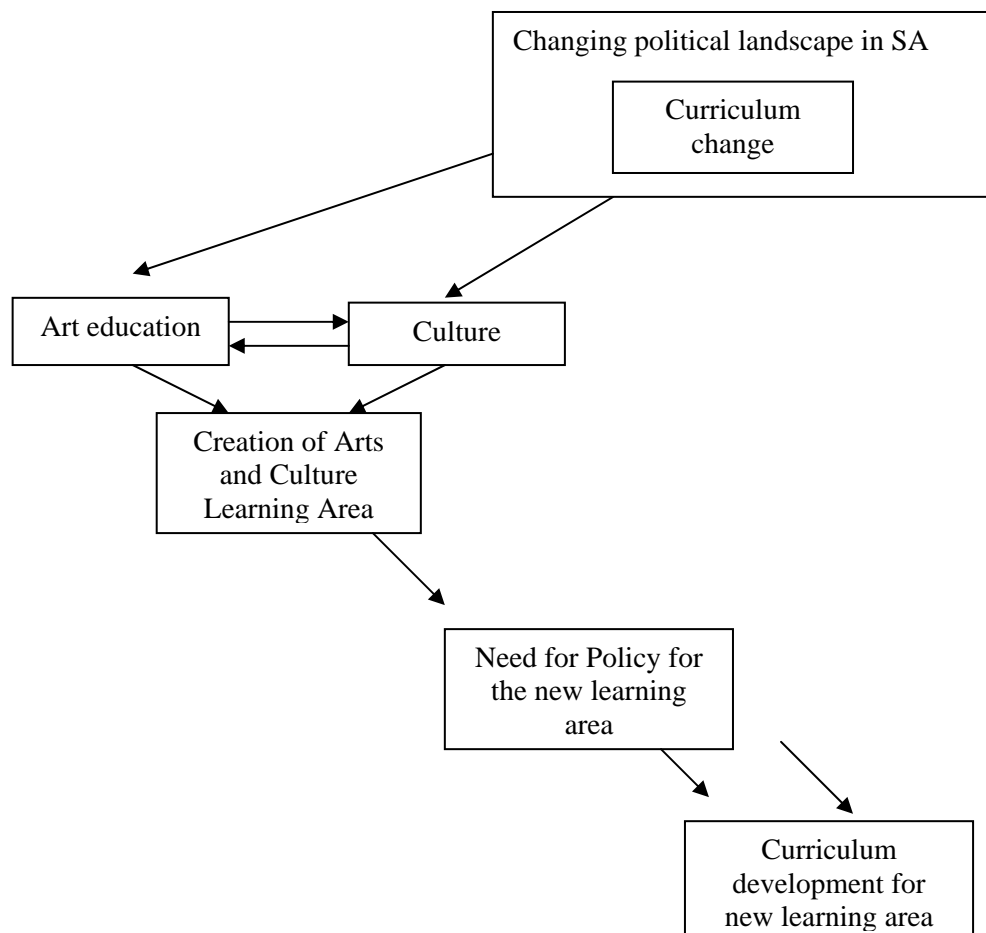 Changing political landscape in SA
Curriculum
change
Art education
Culture
Creation of Arts
and Culture
Learning Area
Need for Policy for
the new learning
area
Curriculum
development for
new learning area